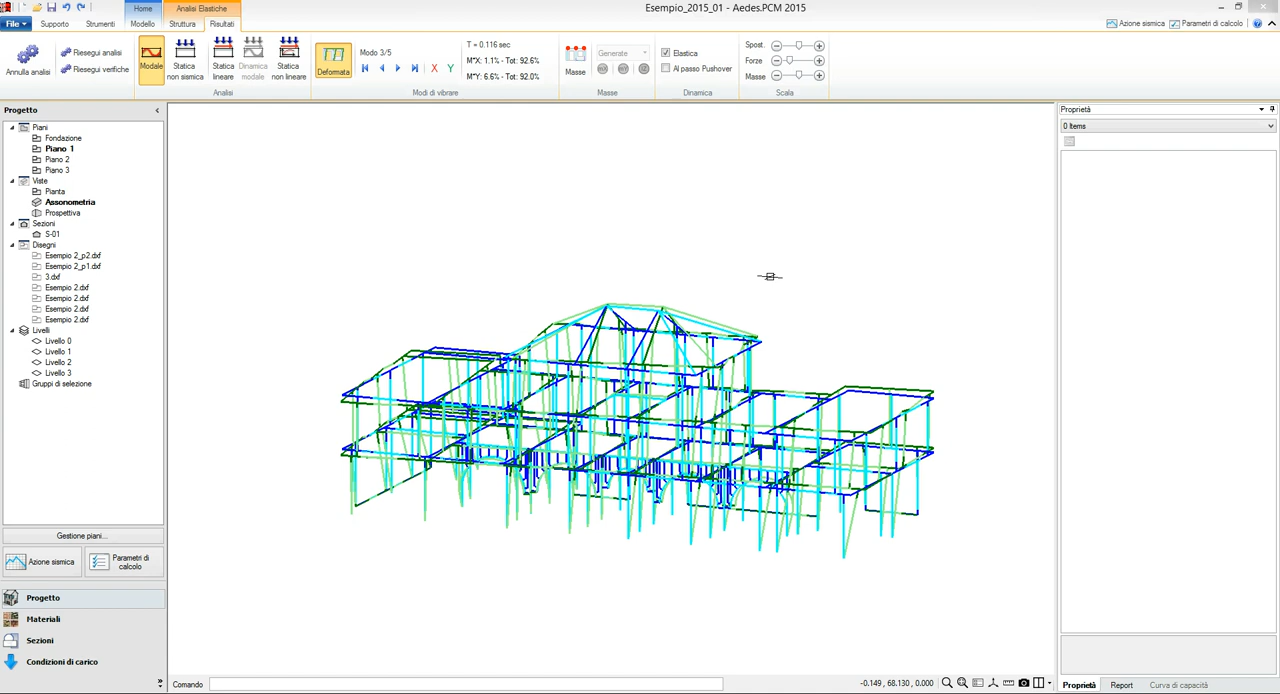 Home
Analisi Elastiche
Esempio_2015_01 - Aedes.PCM 2015
File
Supporto
Strumenti
Modello
Struttura
Risultati
Azione sismica
Parametri di calcolo
Annulla analisi
Riesegui analisi
Riesegui verifiche
Modale
Statica non sismica
Statica lineare
Dinamica modale
Statica non lineare
Analisi
Deformata
Modo 3/5
X
Y
T = 0.116 sec
M*X: 1.1% - Tot: 92.6%
M*Y: 6.6% - Tot: 92.0%
Modi di vibrare
Masse
Generate
Masse
Elastica
Al passo Pushover
Dinamica
Spost.
Forze
Masse
Scala
Progetto
Piani
Fondazione
Piano 1
Piano 2
Piano 3
Viste
Pianta
Assonometria
Prospettiva
Sezioni
S-01
Disegni
Esempio 2_p2.dxf
Esempio 2_p1.dxf
3.dxf
Esempio 2.dxf
Esempio 2.dxf
Esempio 2.dxf
Esempio 2.dxf
Livelli
Livello 0
Livello 1
Livello 2
Livello 3
Gruppi di selezione
Gestione piani...
Azione sismica
Parametri di calcolo
Progetto
Materiali
Sezioni
Condizioni di carico
Proprietà
0 Items
Comando
-0.149, 68.130, 0.000
Proprietà
Report
Curva di capacità